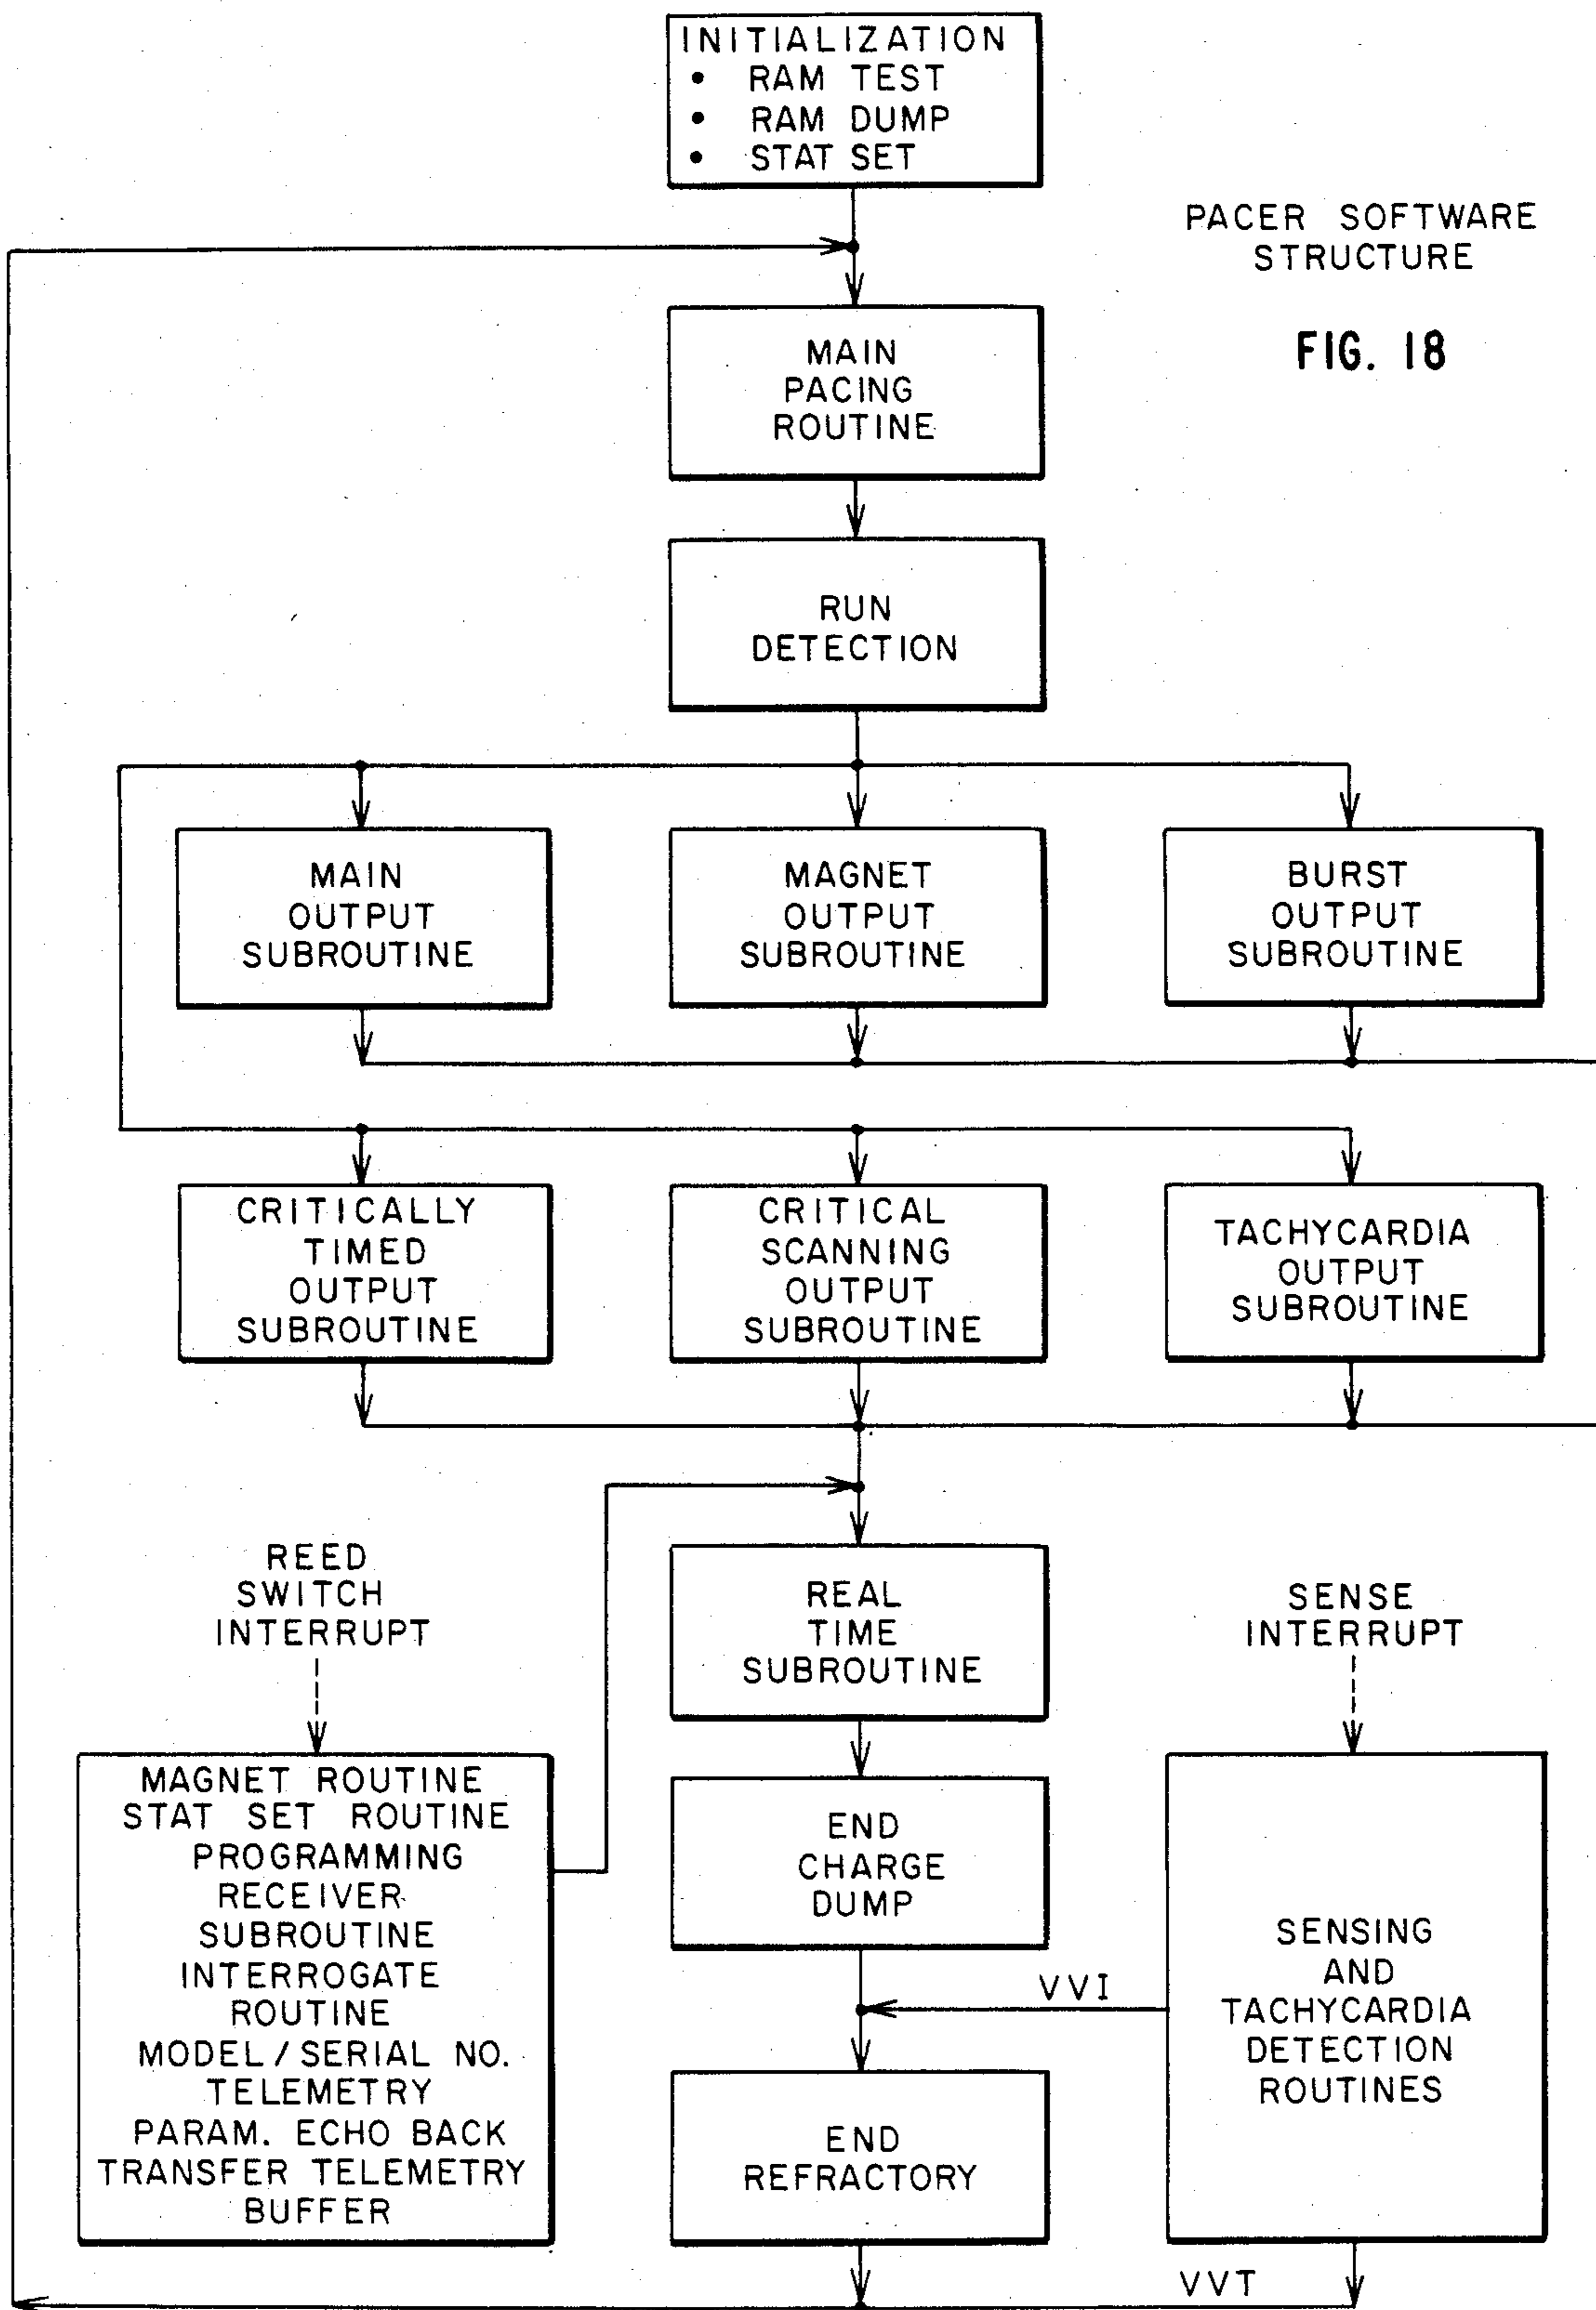 INITIALIZATION
• RAM TEST
• RAM DUMP
• STAT SET
PACER SOFTWARE
STRUCTURE
FIG. 18
MAIN
PACING
ROUTINE
RUN
DETECTION
MAIN
OUTPUT
SUBROUTINE
MAGNET
OUTPUT
SUBROUTINE
BURST
OUTPUT
SUBROUTINE
CRITICALLY
TIMED
OUTPUT
SUBROUTINE
CRITICAL
SCANNING
OUTPUT
SUBROUTINE
TACHYCARDIA
OUTPUT
SUBROUTINE
REED
SWITCH
INTERRUPT
REAL
TIME
SUBROUTINE
SENSE
INTERRUPT
MAGNET ROUTINE
STAT SET ROUTINE
PROGRAMMING
RECEIVER
SUBROUTINE
INTERROGATE
ROUTINE
MODEL/SERIAL NO.
TELEMETRY
PARAM. ECHO BACK
TRANSFER TELEMETRY
BUFFER
END
CHARGE
DUMP
VVI
SENSING
AND
TACHYCARDIA
DETECTION
ROUTINES
END
REFRACTORY
VVT